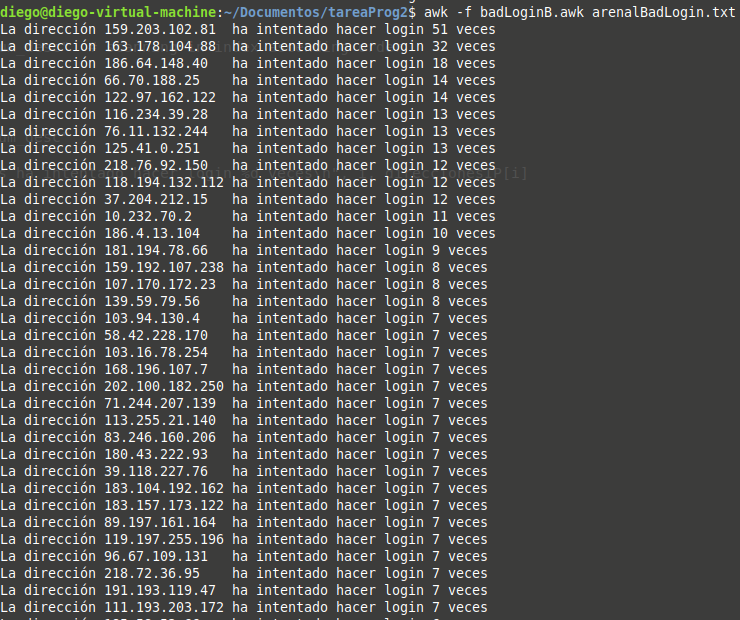 diego@diego-virtual-machine:~/Documentos/tareaProg2$ awk -f badLoginB.awk arenalBadLogin.txt
La dirección 159.203.102.81 ha intentado hacer login 51 veces
La dirección 163.178.104.88 ha intentado hacer login 32 veces
La dirección 186.64.148.40 ha intentado hacer login 18 veces
La dirección 66.70.188.25 ha intentado hacer login 14 veces
La dirección 122.97.162.122 ha intentado hacer login 14 veces
La dirección 116.234.39.28 ha intentado hacer login 13 veces
La dirección 76.11.132.244 ha intentado hacer login 13 veces
La dirección 125.41.0.251 ha intentado hacer login 13 veces
La dirección 218.76.92.150 ha intentado hacer login 12 veces
La dirección 118.194.132.112 ha intentado hacer login 12 veces
La dirección 37.204.212.15 ha intentado hacer login 12 veces
La dirección 10.232.70.2 ha intentado hacer login 11 veces
La dirección 186.4.13.104 ha intentado hacer login 10 veces
La dirección 181.194.78.66 ha intentado hacer login 9 veces
La dirección 159.192.107.238 ha intentado hacer login 8 veces
La dirección 107.170.172.23 ha intentado hacer login 8 veces
La dirección 139.59.79.56 ha intentado hacer login 8 veces
La dirección 103.94.130.4 ha intentado hacer login 7 veces
La dirección 58.42.228.170 ha intentado hacer login 7 veces
La dirección 103.16.78.254 ha intentado hacer login 7 veces
La dirección 168.196.107.7 ha intentado hacer login 7 veces
La dirección 202.100.182.250 ha intentado hacer login 7 veces
La dirección 71.244.207.139 ha intentado hacer login 7 veces
La dirección 113.255.21.140 ha intentado hacer login 7 veces
La dirección 83.246.160.206 ha intentado hacer login 7 veces
La dirección 180.43.222.93 ha intentado hacer login 7 veces
La dirección 39.118.227.76 ha intentado hacer login 7 veces
La dirección 183.104.192.162 ha intentado hacer login 7 veces
La dirección 183.157.173.122 ha intentado hacer login 7 veces
La dirección 89.197.161.164 ha intentado hacer login 7 veces
La dirección 119.197.255.196 ha intentado hacer login 7 veces
La dirección 96.67.109.131 ha intentado hacer login 7 veces
La dirección 218.72.36.95 ha intentado hacer login 7 veces
La dirección 191.193.119.47 ha intentado hacer login 7 veces
La dirección 111.193.203.172 ha intentado hacer login 7 veces